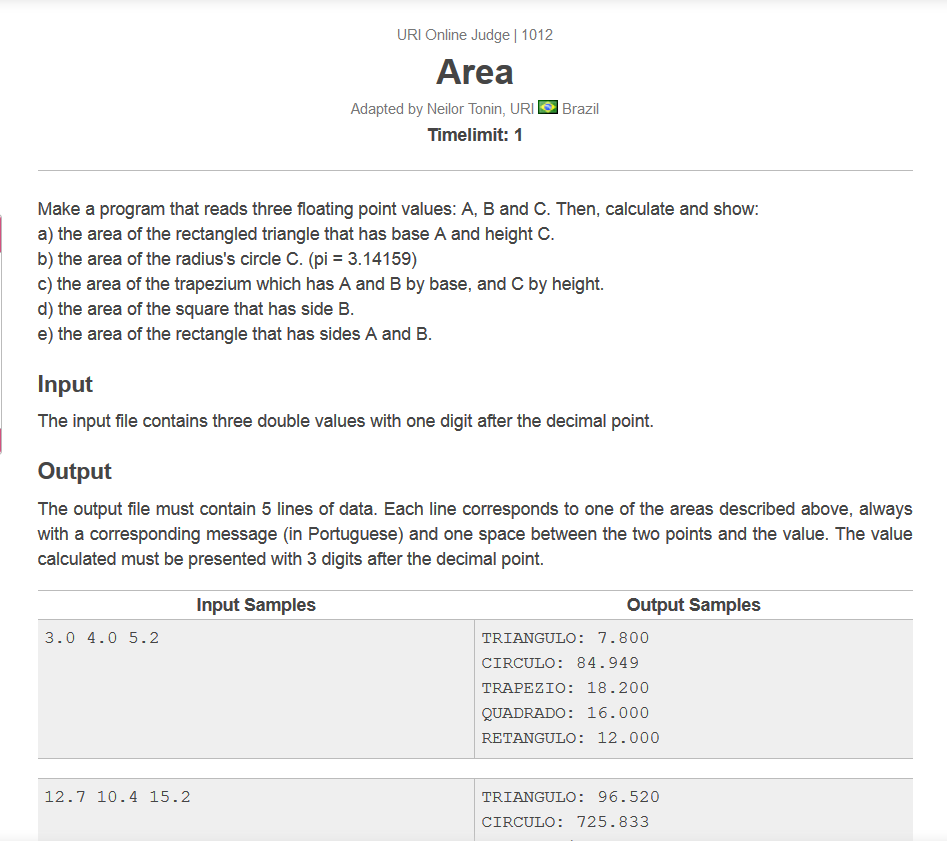 URI Online Judge | 1012
Area
Adapted by Neilor Tonin, URI Brazil
Timelimit: 1
Make a program that reads three floating point values: A, B and C. Then, calculate and show:
a) the area of the rectangled triangle that has base A and height C.
b) the area of the radius's circle C. (pi = 3.14159)
c) the area of the trapezium which has A and B by base, and C by height.
d) the area of the square that has side B.
e) the area of the rectangle that has sides A and B.
Input
The input file contains three double values with one digit after the decimal point.
Output
The output file must contain 5 lines of data. Each line corresponds to one of the areas described above, always
with a corresponding message (in Portuguese) and one space between the two points and the value. The value
calculated must be presented with 3 digits after the decimal point.
Input Samples Output Samples
3.0 4.0 5.2 TRIANGULO: 7.800
CIRCULO: 84.949
TRAPEZIO: 18.200
QUADRADO: 16.000
RETANGULO: 12.000
12.7 10.4 15.2 TRIANGULO: 96.520
CIRCULO: 725.833